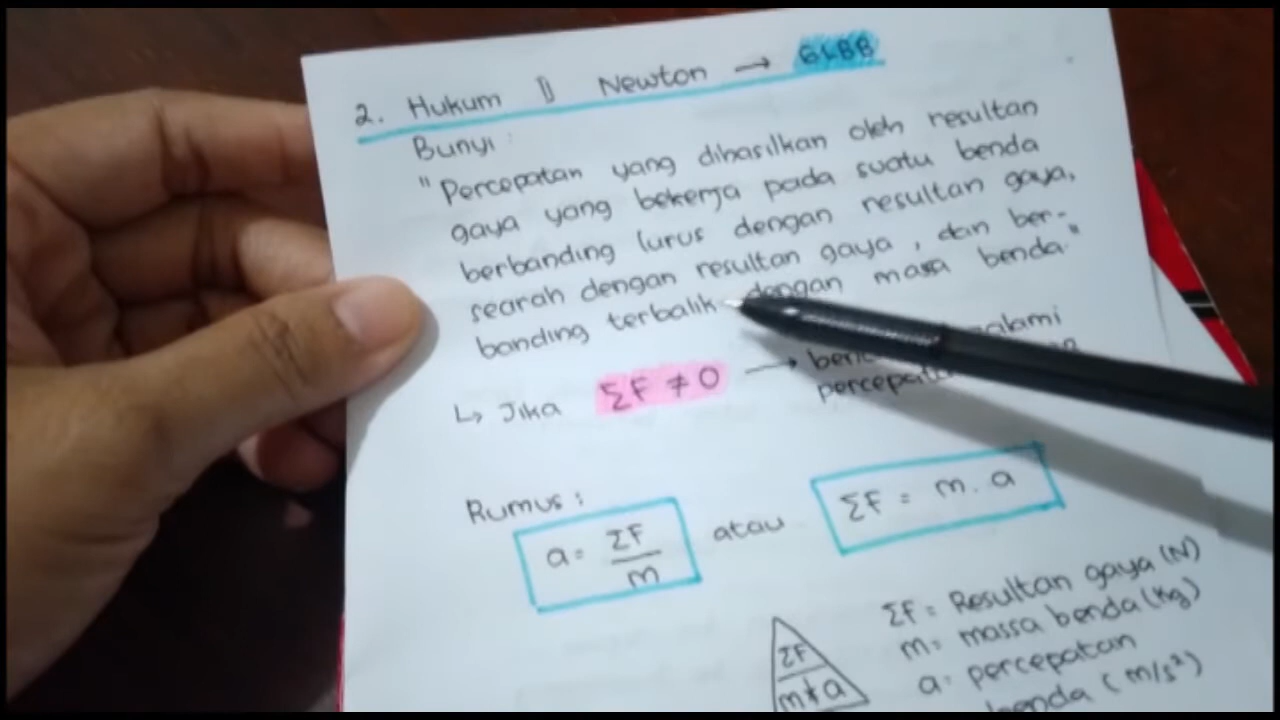 2. Hukum II Newton → GLBB
Bunyi :
"Percepatan yang dihasilkan oleh resultan
gaya yang bekerja pada suatu benda
berbanding lurus dengan resultan gaya,
searah dengan resultan gaya, dan ber-
banding terbalik dengan massa benda."
↳ Jika ΣF ≠ 0 →
percepatan
Rumus :
a = ΣF
m
atau
ΣF = m . a
ΣF
m * a
ΣF = Resultan gaya (N)
m = massa benda (kg)
a = percepatan
benda (m/s²)